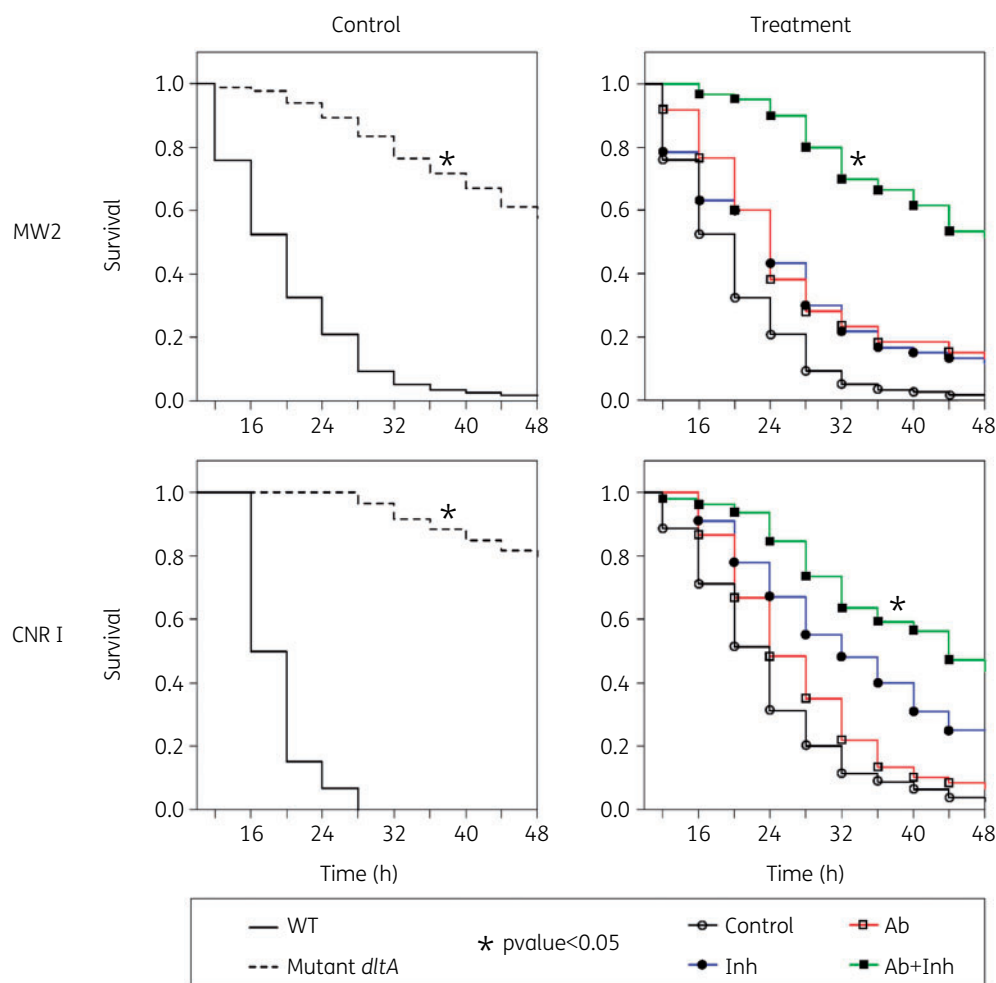 Control Treatment
MW2
Survival
1.0
0.8
0.6
0.4
0.2
0.0
16 24 32 40 48
*
1.0
0.8
0.6
0.4
0.2
0.0
16 24 32 40 48
*
CNR I
Survival
1.0
0.8
0.6
0.4
0.2
0.0
16 24 32 40 48
*
Time (h)
1.0
0.8
0.6
0.4
0.2
0.0
16 24 32 40 48
*
Time (h)
WT
Mutant dltA
* pvalue<0.05
Control Ab
Inh Ab+Inh